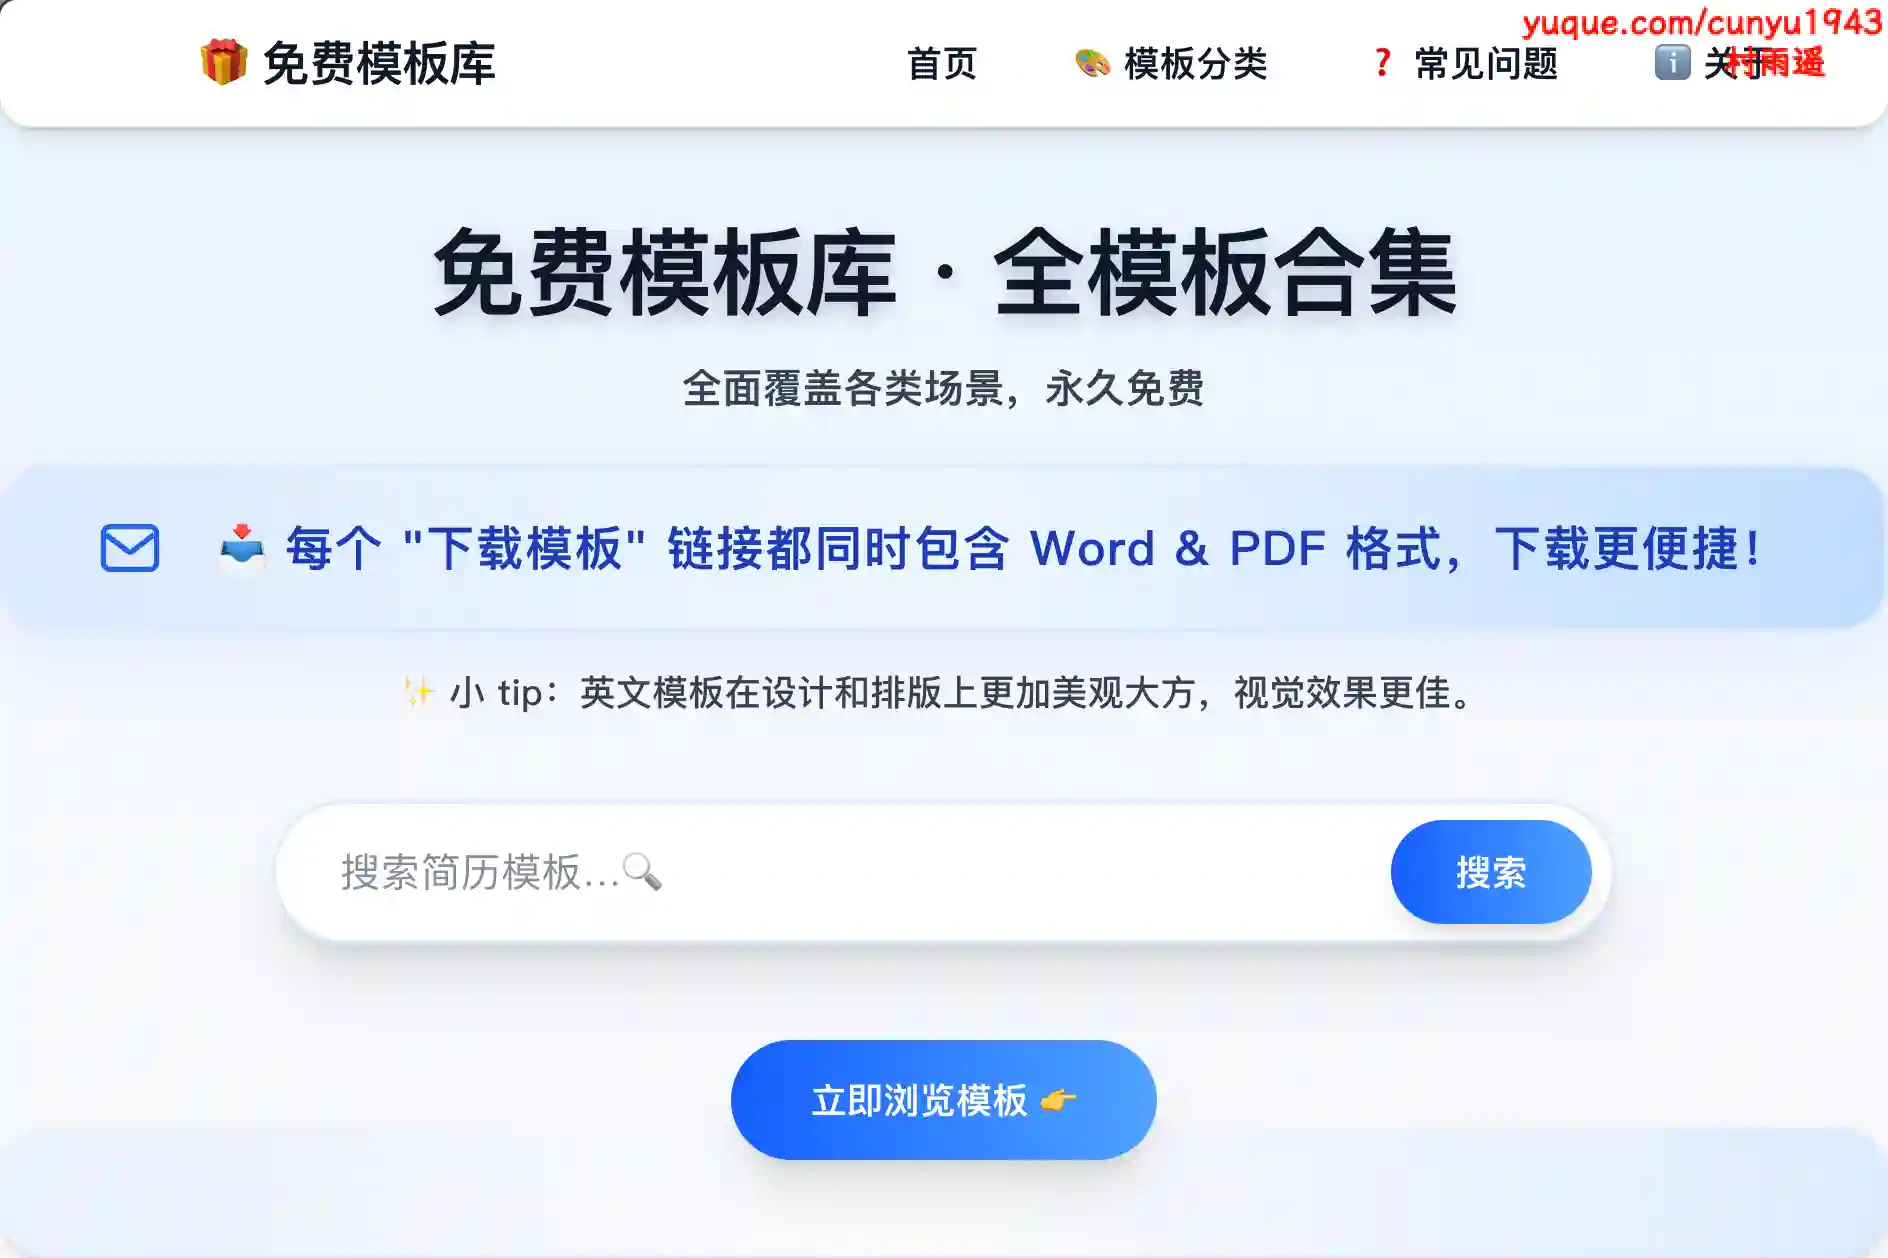 yuque.com/cunyu1943
🎁 免费模板库
首页
🎨 模板分类
❓ 常见问题
ℹ️ 关于
村雨遥
免费模板库 · 全模板合集
全面覆盖各类场景，永久免费
📥 每个 "下载模板" 链接都同时包含 Word & PDF 格式，下载更便捷！
✨ 小 tip：英文模板在设计和排版上更加美观大方，视觉效果更佳。
搜索简历模板...🔍
搜索
立即浏览模板 👉